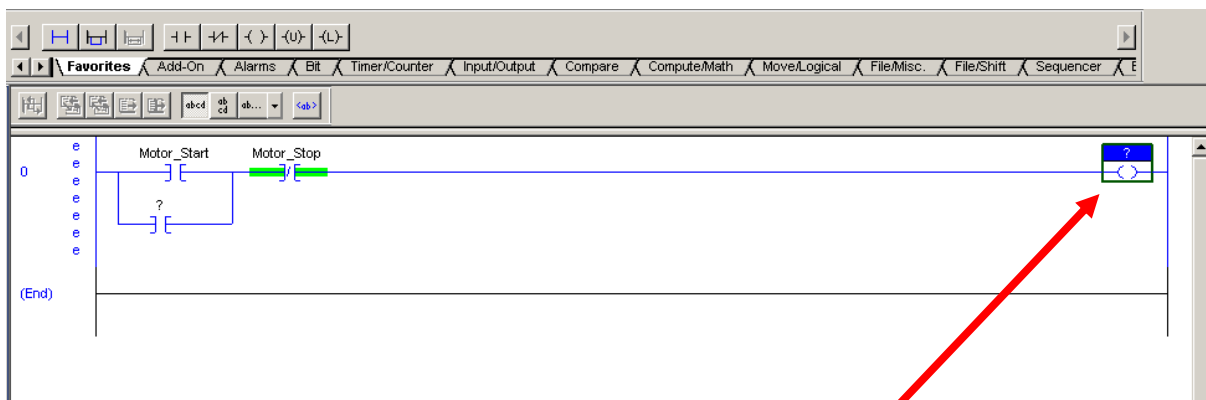 Favorites Add-On Alarms Bit Timer/Counter Input/Output Compare Compute/Math Move/Logical File/Misc. File/Shift Sequencer
abcd ab cd ab... <ab>
e
Motor_Start Motor_Stop ?
0 e
e
e ?
e
e
e
(End)